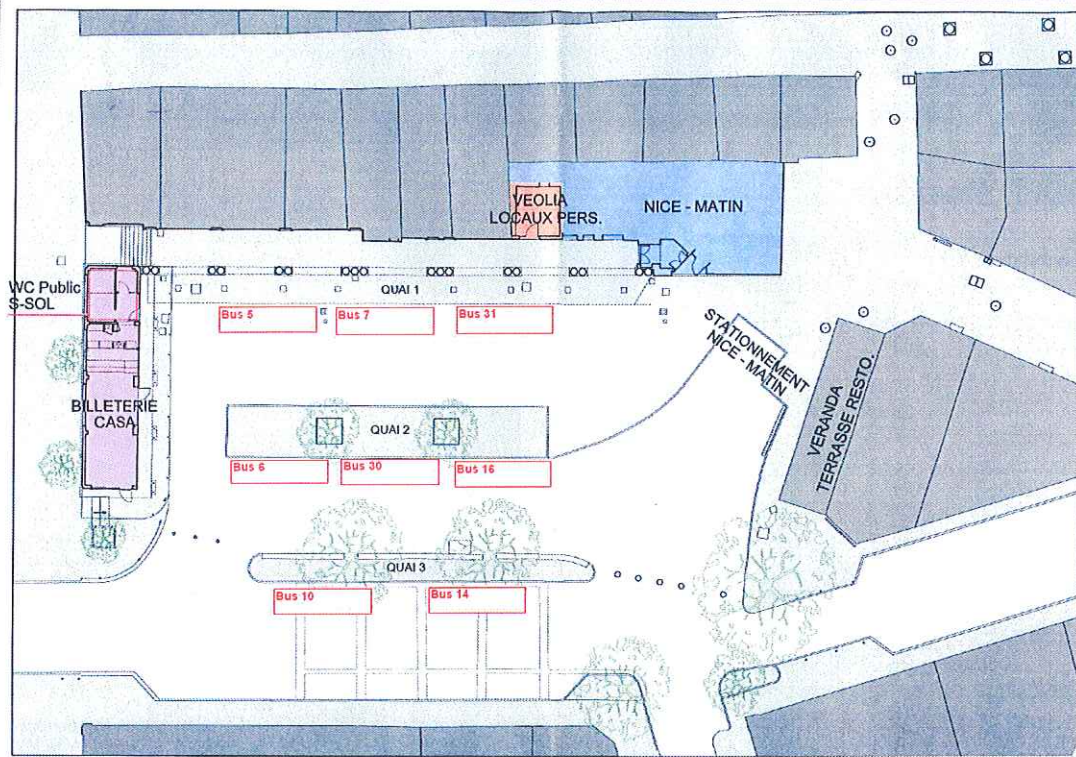 VEOLIA
LOCAUX PERS.
NICE - MATIN
WC Public
S-SOL
QUAI 1
Bus 5
Bus 7
Bus 31
STATIONNEMENT
NICE - MATIN
VERANDA
TERRASSE RESTO.
BILLETERIE
CASA
QUAI 2
Bus 6
Bus 30
Bus 16
QUAI 3
Bus 10
Bus 14